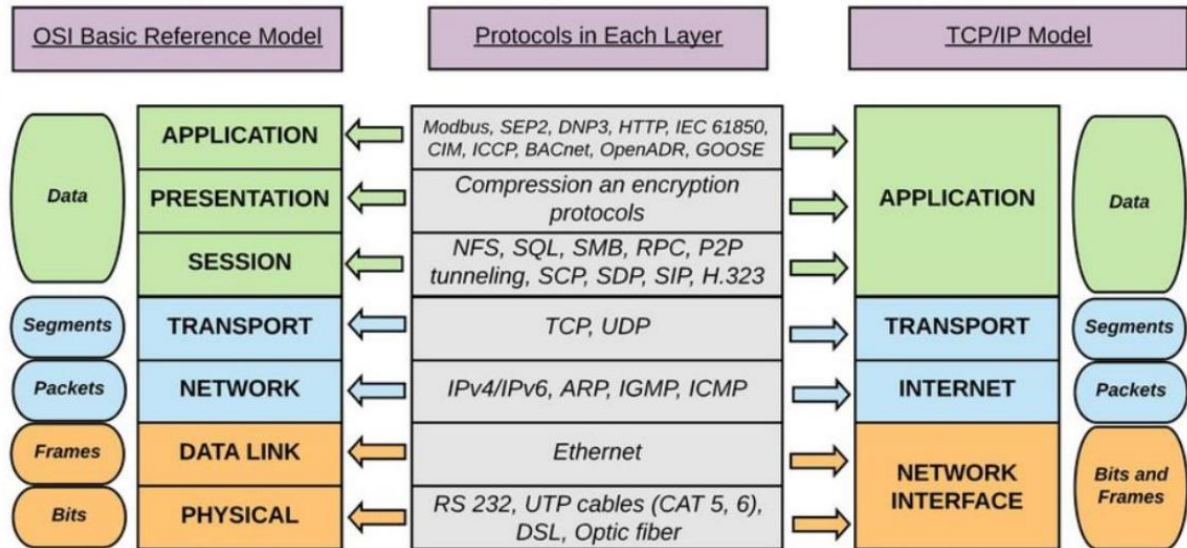 OSI Basic Reference Model
Protocols in Each Layer
TCP/IP Model
Data
APPLICATION
Modbus, SEP2, DNP3, HTTP, IEC 61850,
CIM, ICCP, BACnet, OpenADR, GOOSE
PRESENTATION
Compression an encryption
protocols
SESSION
NFS, SQL, SMB, RPC, P2P
tunneling, SCP, SDP, SIP, H.323
APPLICATION
Data
Segments
TRANSPORT
TCP, UDP
TRANSPORT
Segments
Packets
NETWORK
IPv4/IPv6, ARP, IGMP, ICMP
INTERNET
Packets
Frames
DATA LINK
Ethernet
Bits
PHYSICAL
RS 232, UTP cables (CAT 5, 6),
DSL, Optic fiber
NETWORK
INTERFACE
Bits and
Frames